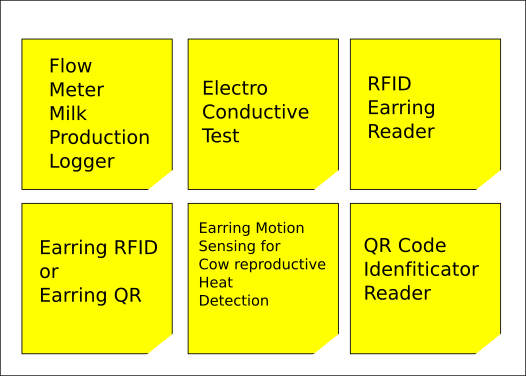 Flow
Meter
Milk
Production
Logger
Electro
Conductive
Test
RFID
Earring
Reader
Earring RFID
or
Earring QR
Earring Motion
Sensing for
Cow reproductive
Heat
Detection
QR Code
Idenfiticator
Reader